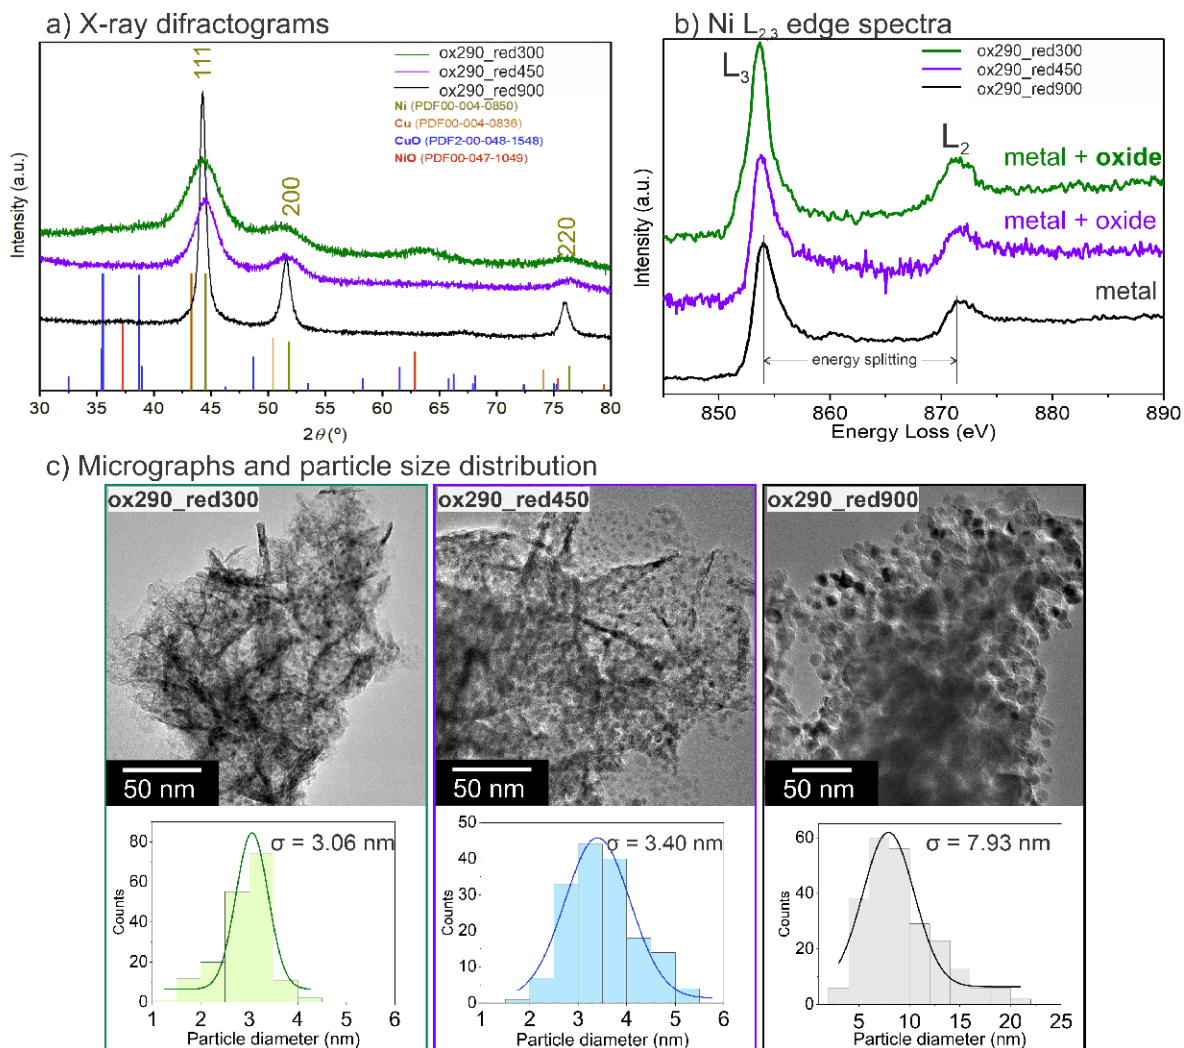 a) X-ray difractograms
111
200
220
ox290_red300
ox290_red450
ox290_red900
Ni (PDF00-004-0850)
Cu (PDF00-004-0836)
CuO (PDF2-00-048-1548)
NiO (PDF00-047-1049)
Intensity (a.u.)
30 35 40 45 50 55 60 65 70 75 80
2θ (º)
b) Ni L2,3 edge spectra
ox290_red300
ox290_red450
ox290_red900
L3
L2
metal + oxide
metal + oxide
metal
energy splitting
Intensity (a.u.)
850 860 870 880 890
Energy Loss (eV)
c) Micrographs and particle size distribution
ox290_red300
50 nm
ox290_red450
50 nm
ox290_red900
50 nm
σ = 3.06 nm
Counts
80
60
40
20
0
1 2 3 4 5 6
Particle diameter (nm)
σ = 3.40 nm
Counts
50
40
30
20
10
0
1 2 3 4 5 6
Particle diameter (nm)
σ = 7.93 nm
Counts
60
40
20
0
5 10 15 20 25
Particle diameter (nm)